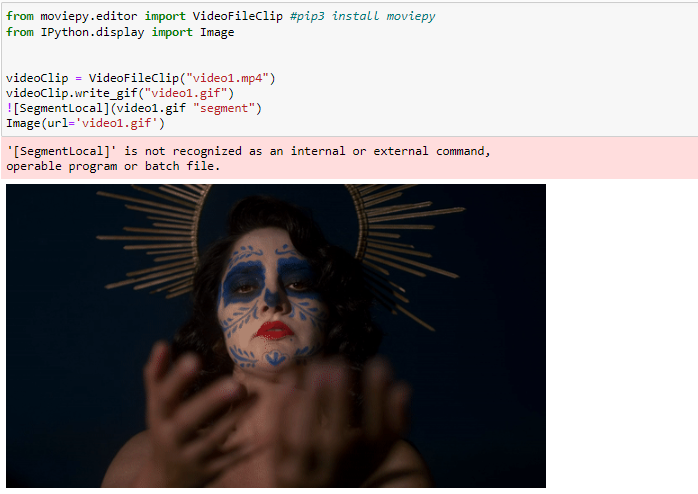 from moviepy.editor import VideoFileClip #pip3 install moviepy
from IPython.display import Image
videoClip = VideoFileClip("video1.mp4")
videoClip.write_gif("video1.gif")
![SegmentLocal](video1.gif "segment")
Image(url='video1.gif')
'[SegmentLocal]' is not recognized as an internal or external command,
operable program or batch file.